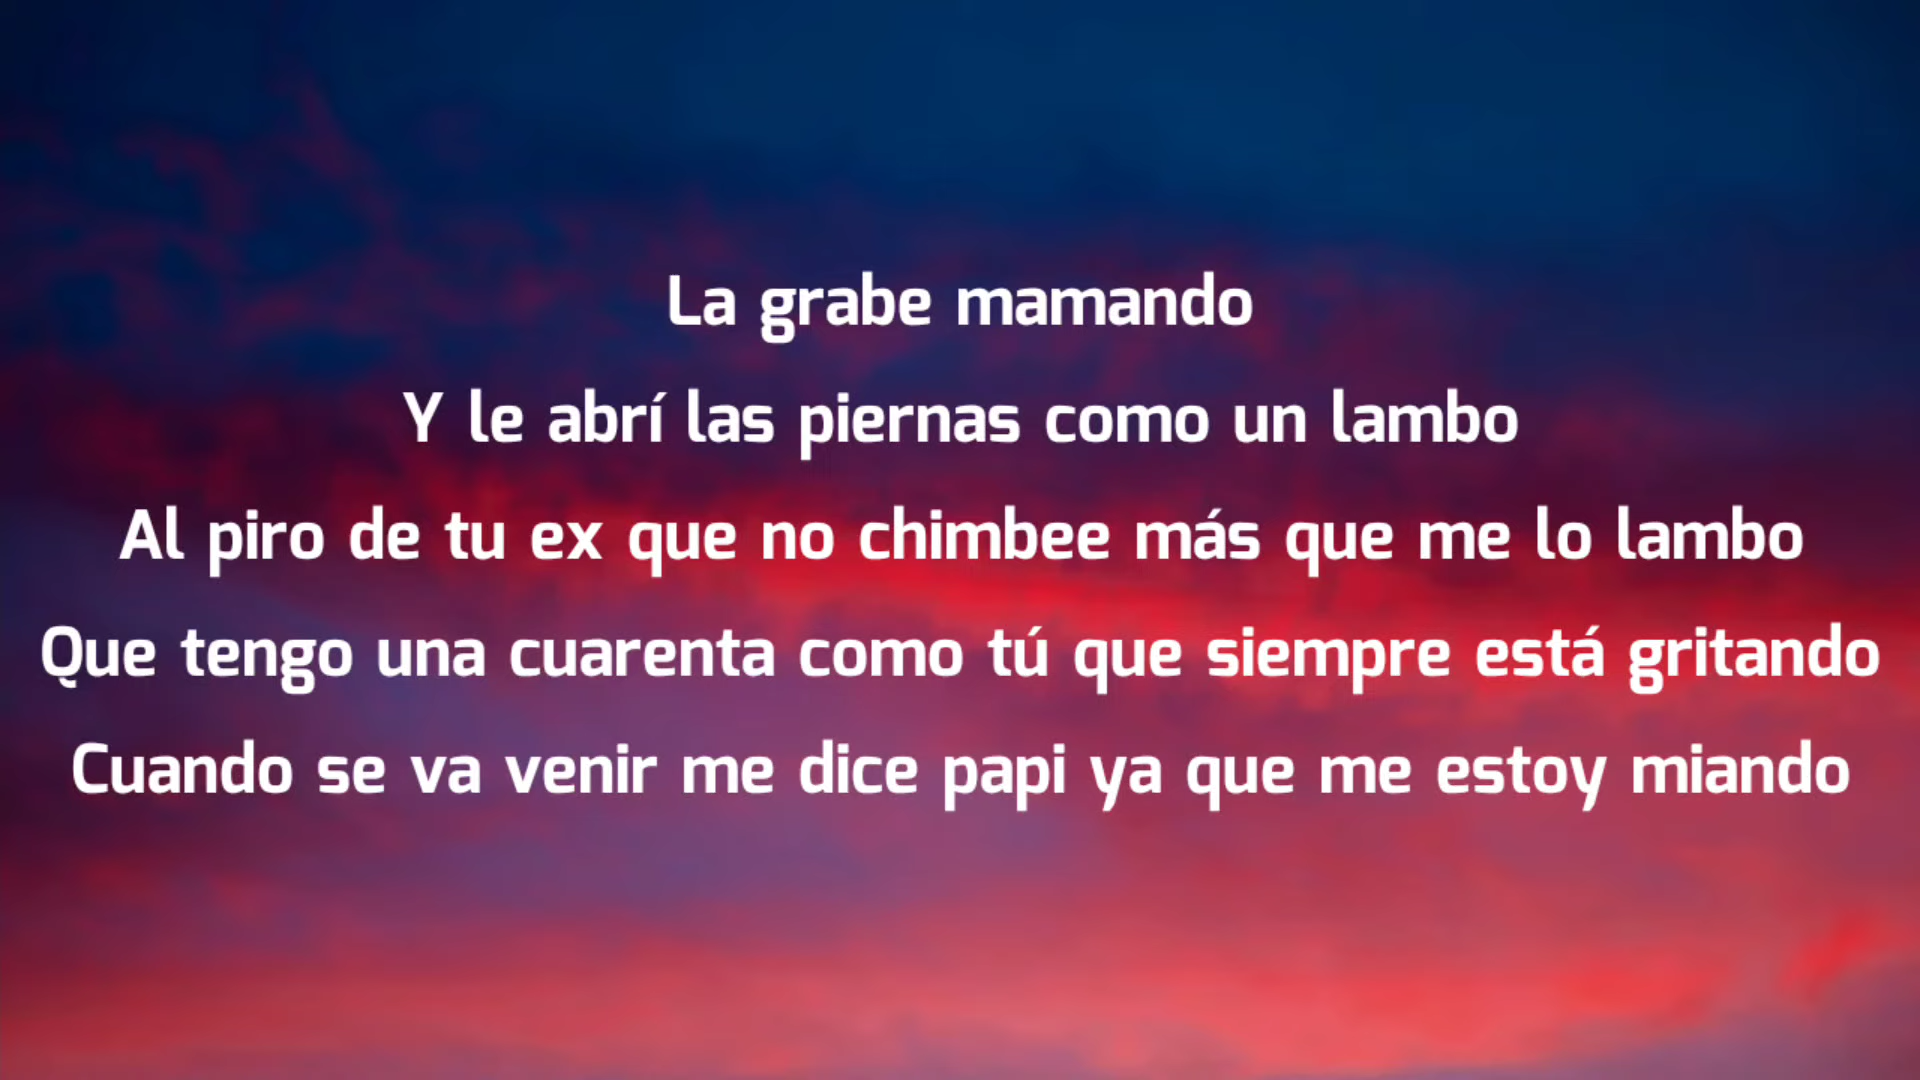 La grabe mamando
Y le abrí las piernas como un lambo
Al piro de tu ex que no chimbee más que me lo lambo
Que tengo una cuarenta como tú que siempre está gritando
Cuando se va venir me dice papi ya que me estoy miando